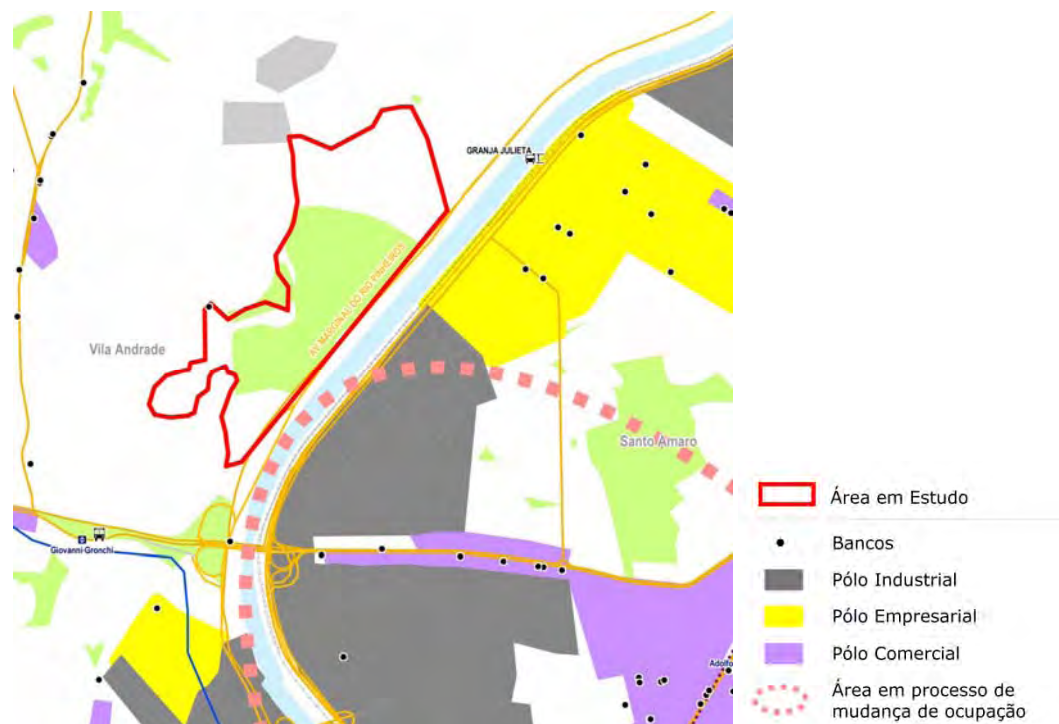 GRANJA JULIETA
AV MARGINAL DO RIO PINHEIROS
Vila Andrade
Santo Amaro
S
Giovanni Gronchi
Adolfo
Área em Estudo
Bancos
Pólo Industrial
Pólo Empresarial
Pólo Comercial
Área em processo de
mudança de ocupação